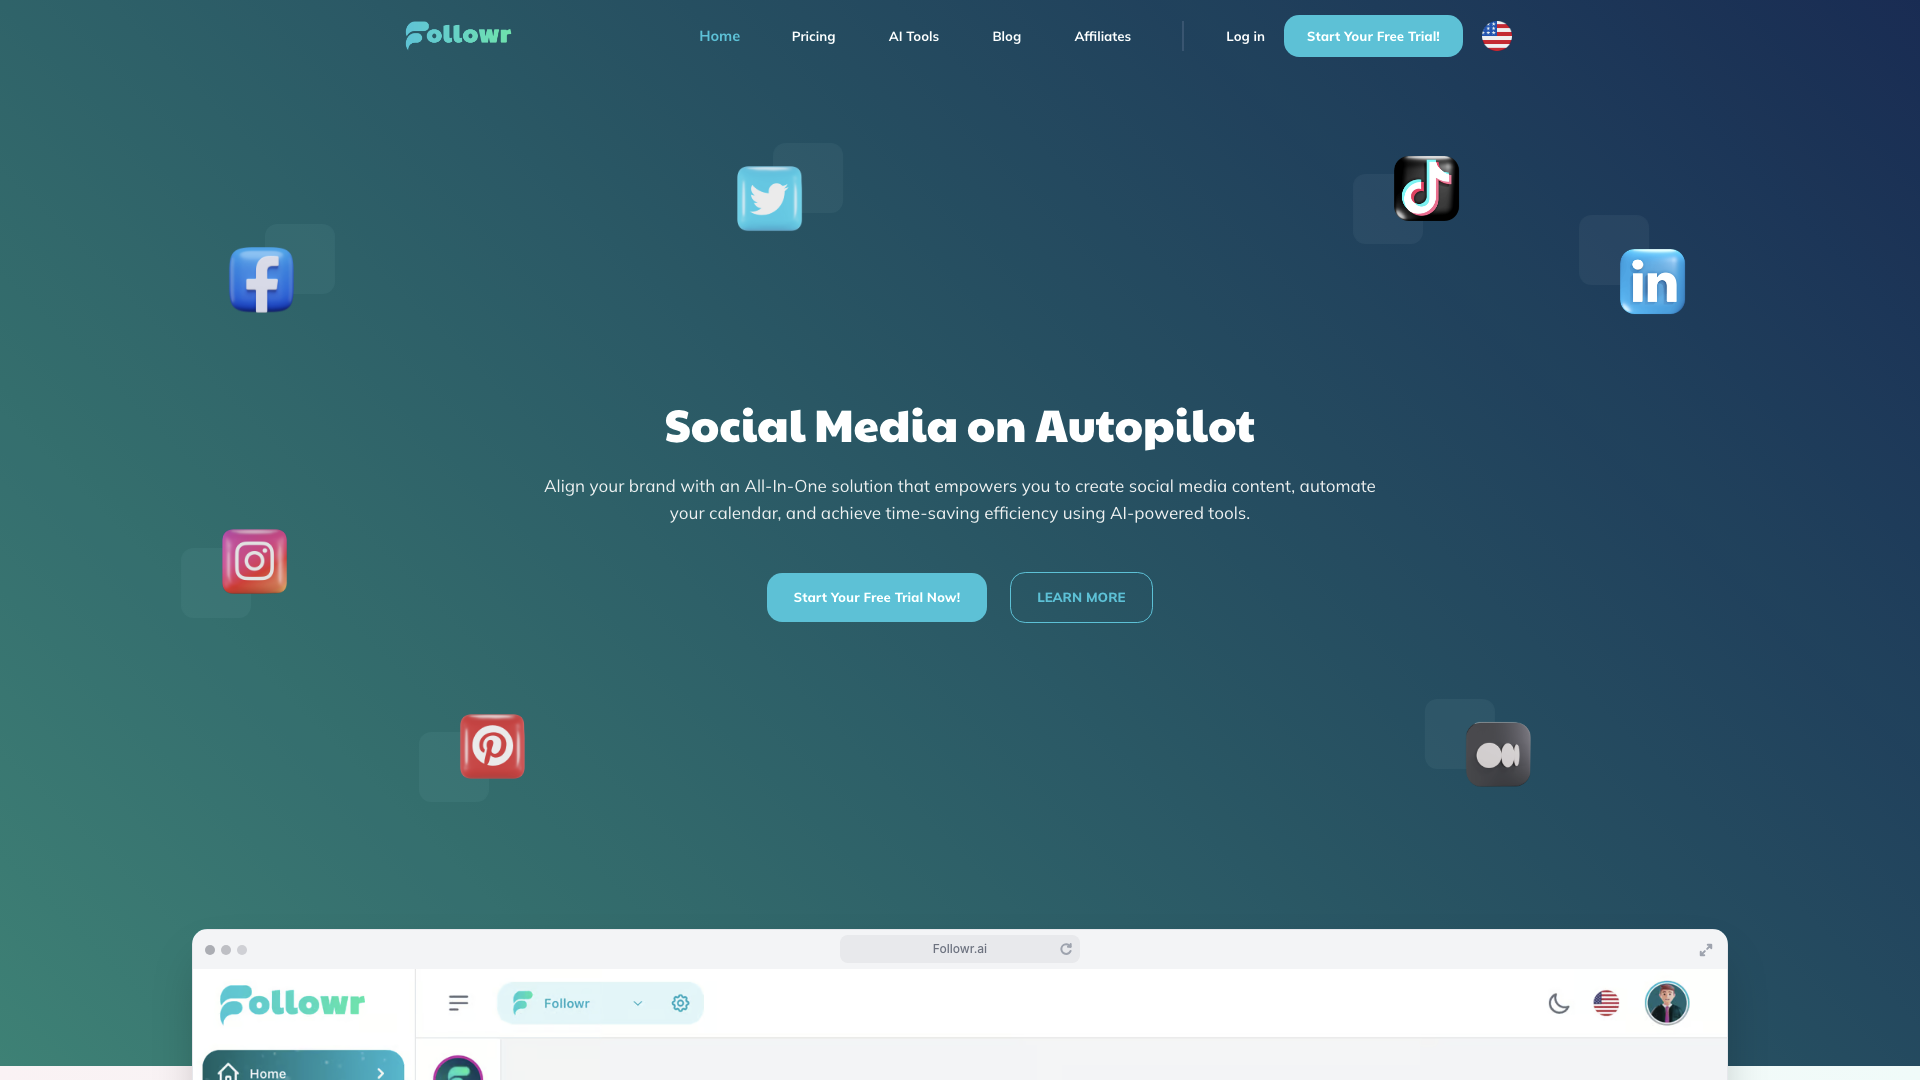 Followr
Home
Pricing
AI Tools
Blog
Affiliates
Log in
Start Your Free Trial!
in
Social Media on Autopilot
Align your brand with an All-In-One solution that empowers you to create social media content, automate
your calendar, and achieve time-saving efficiency using AI-powered tools.
Start Your Free Trial Now!
LEARN MORE
Followr.ai
Followr
Followr
Home